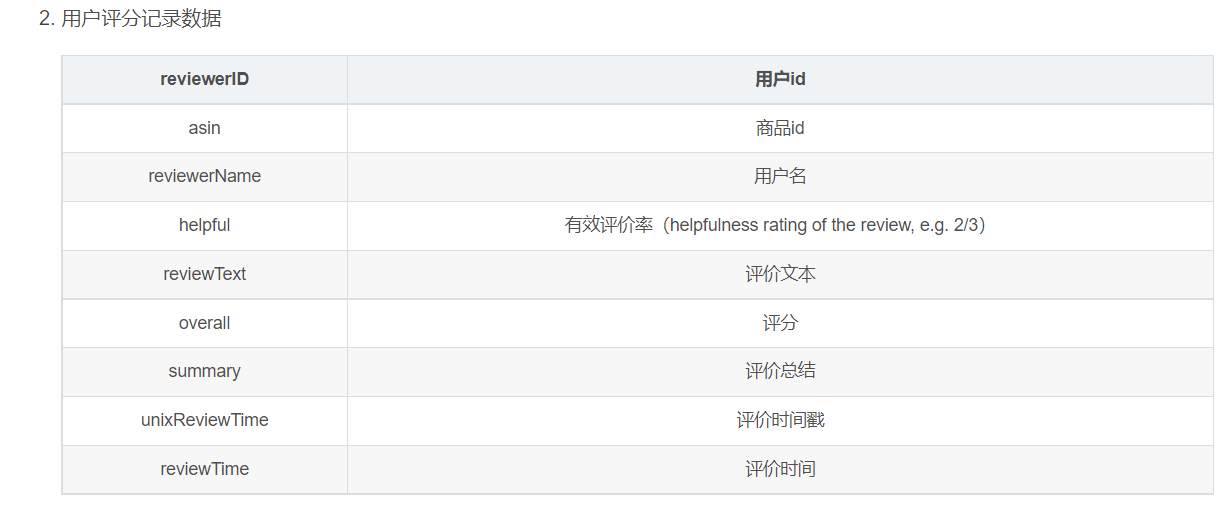 2. 用户评分记录数据
reviewerID 用户id
asin 商品id
reviewerName 用户名
helpful 有效评价率（helpfulness rating of the review, e.g. 2/3）
reviewText 评价文本
overall 评分
summary 评价总结
unixReviewTime 评价时间戳
reviewTime 评价时间